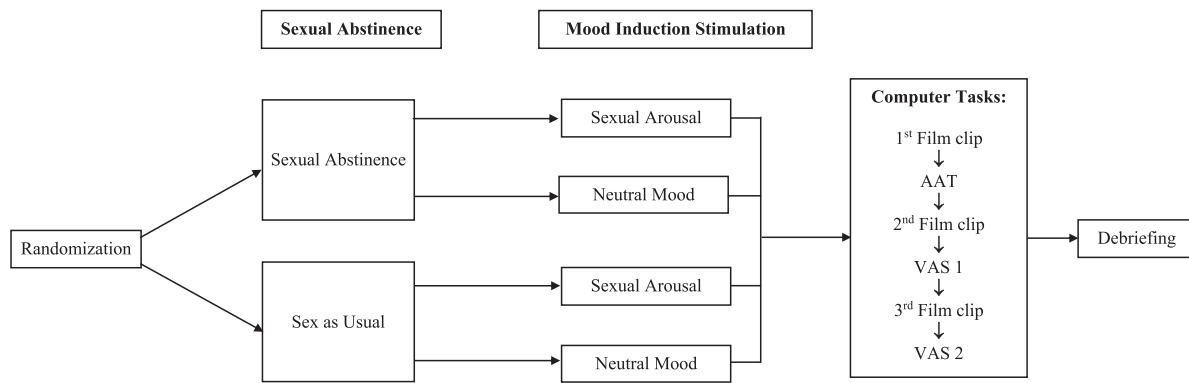 Sexual Abstinence
Mood Induction Stimulation
Randomization
Sexual Abstinence
Sex as Usual
Sexual Arousal
Neutral Mood
Sexual Arousal
Neutral Mood
Computer Tasks:
1st Film clip
AAT
2nd Film clip
VAS 1
3rd Film clip
VAS 2
Debriefing